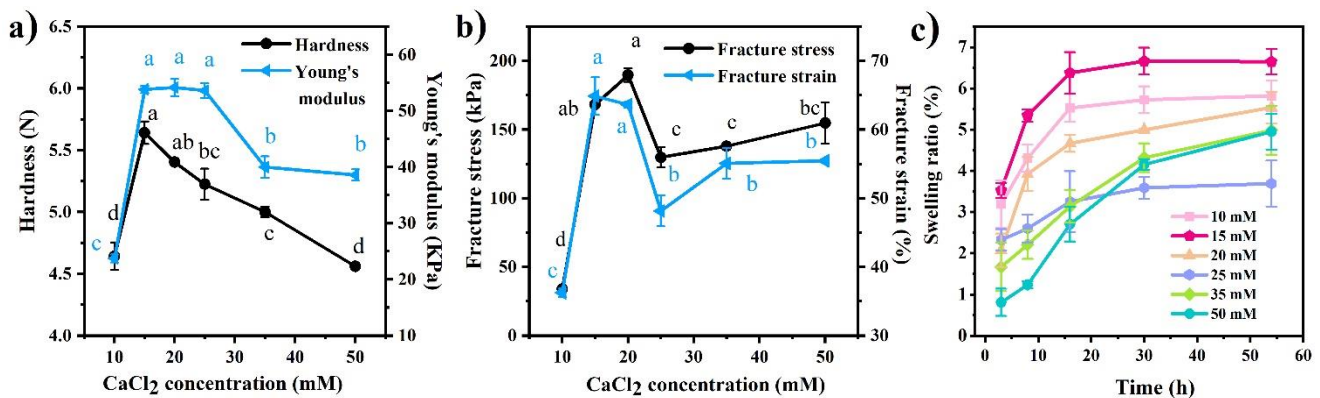 a)
Hardness (N)
6.5
6.0
5.5
5.0
4.5
4.0
Hardness
Young's
modulus
a a a
a
ab
bc
b
c
b
d
c
d
60
50
40
30
20
10
Young's modulus (KPa)
10 20 30 40 50
CaCl2 concentration (mM)
b)
Fracture stress (kPa)
200
150
100
50
0
Fracture stress
Fracture strain
a
a
ab
a
c
c
bc
b
b
b
d
c
70
60
50
40
30
Fracture strain (%)
10 20 30 40 50
CaCl2 concentration (mM)
c)
Swelling ratio (%)
7
6
5
4
3
2
1
0
10 mM
15 mM
20 mM
25 mM
35 mM
50 mM
0 10 20 30 40 50 60
Time (h)